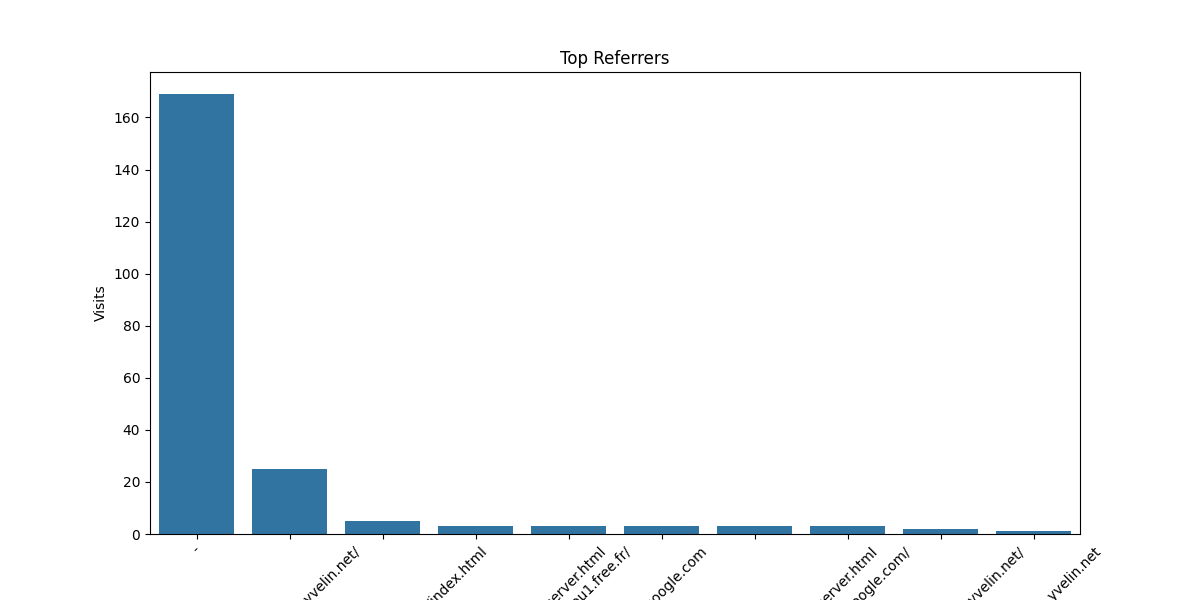 Top Referrers
Visits
160
140
120
100
80
60
40
20
0
-
yvelin.net/
/index.html
erver.html
u1.free.fr/
oogle.com
erver.html
oogle.com/
yvelin.net/
yvelin.net